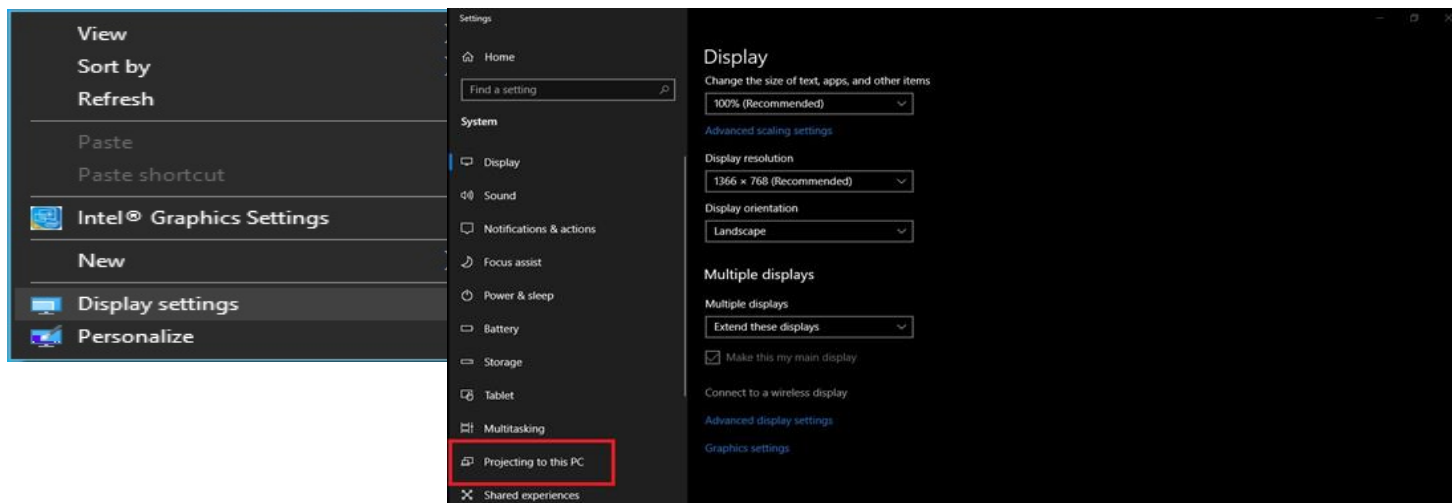 View
Sort by
Refresh
Paste
Paste shortcut
Intel® Graphics Settings
New
Display settings
Personalize
Settings
Home
Find a setting
System
Display
Sound
Notifications & actions
Focus assist
Power & sleep
Battery
Storage
Tablet
Multitasking
Projecting to this PC
Shared experiences
Display
Change the size of text, apps, and other items
100% (Recommended)
Advanced scaling settings
Display resolution
1366 × 768 (Recommended)
Display orientation
Landscape
Multiple displays
Multiple displays
Extend these displays
Make this my main display
Connect to a wireless display
Advanced display settings
Graphics settings